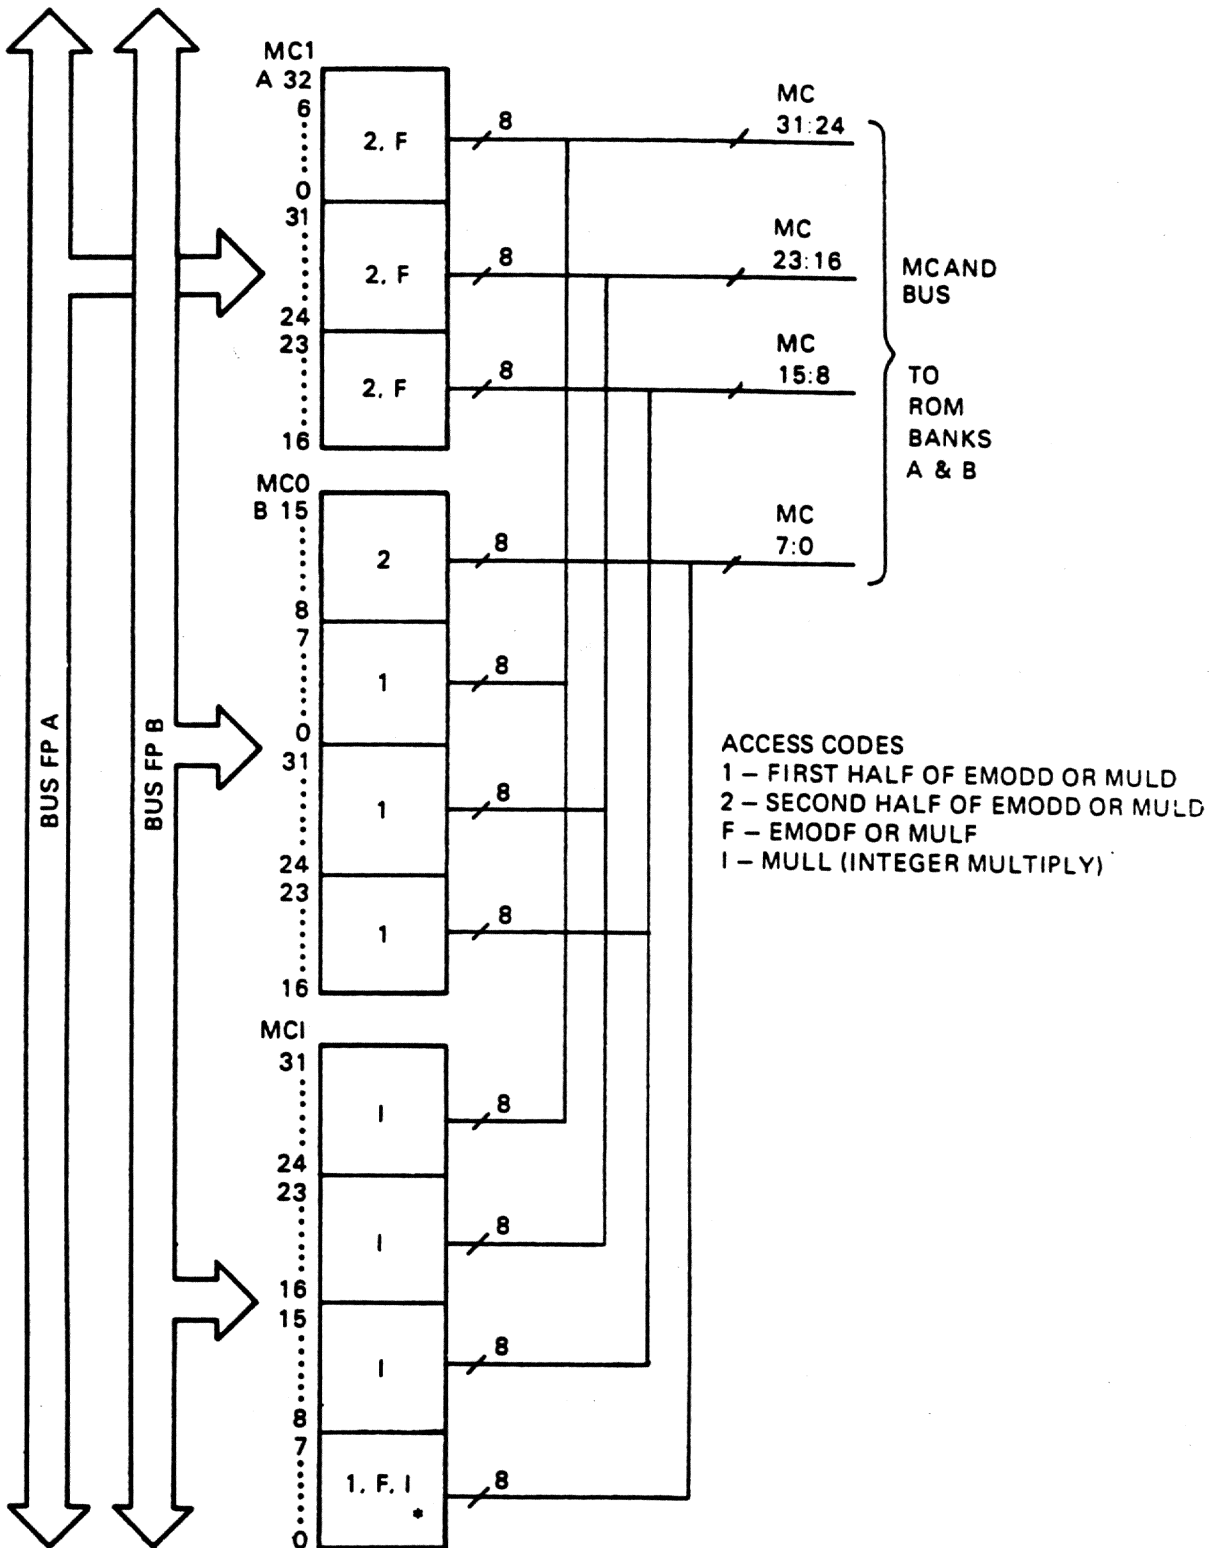 MC1
A 32
6
0
2, F
8
MC
31:24
31
24
2, F
8
MC
23:16
23
16
2, F
8
MC
15:8
MCAND
BUS
TO
ROM
BANKS
A & B
MC0
B 15
8
2
8
MC
7:0
7
0
1
8
31
24
1
8
23
16
1
8
BUS FP A
BUS FP B
ACCESS CODES
1 – FIRST HALF OF EMODD OR MULD
2 – SECOND HALF OF EMODD OR MULD
F – EMODF OR MULF
I – MULL (INTEGER MULTIPLY)
MCI
31
24
I
8
23
16
I
8
15
8
I
8
7
0
1, F, I
*
8